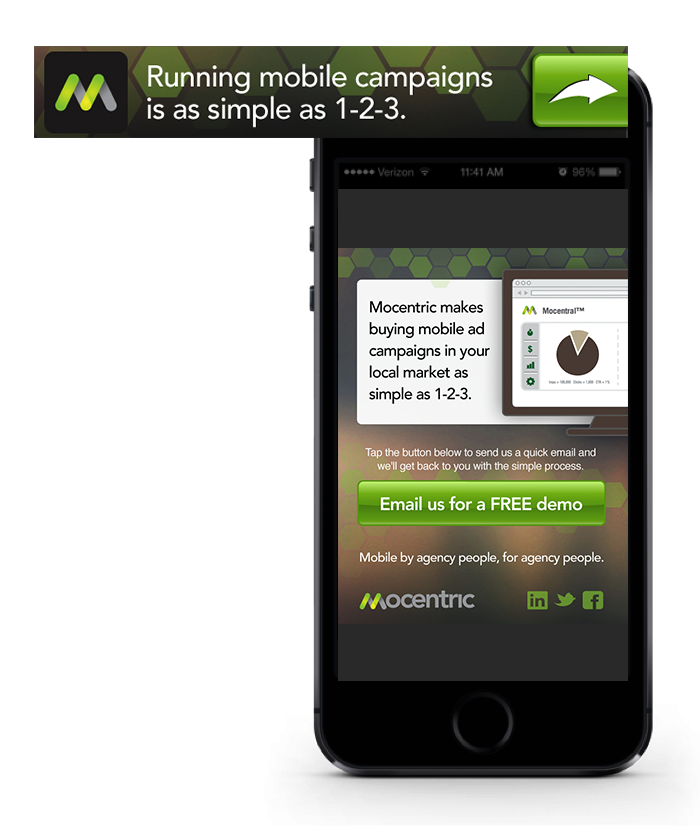 Running mobile campaigns
is as simple as 1-2-3.
Verizon
11:41 AM
96%
Mocentric makes
buying mobile ad
campaigns in your
local market as
simple as 1-2-3.
Mocentral™
$
Tap the button below to send us a quick email and
we'll get back to you with the simple process.
Email us for a FREE demo
Mobile by agency people, for agency people.
Mocentric
in
f